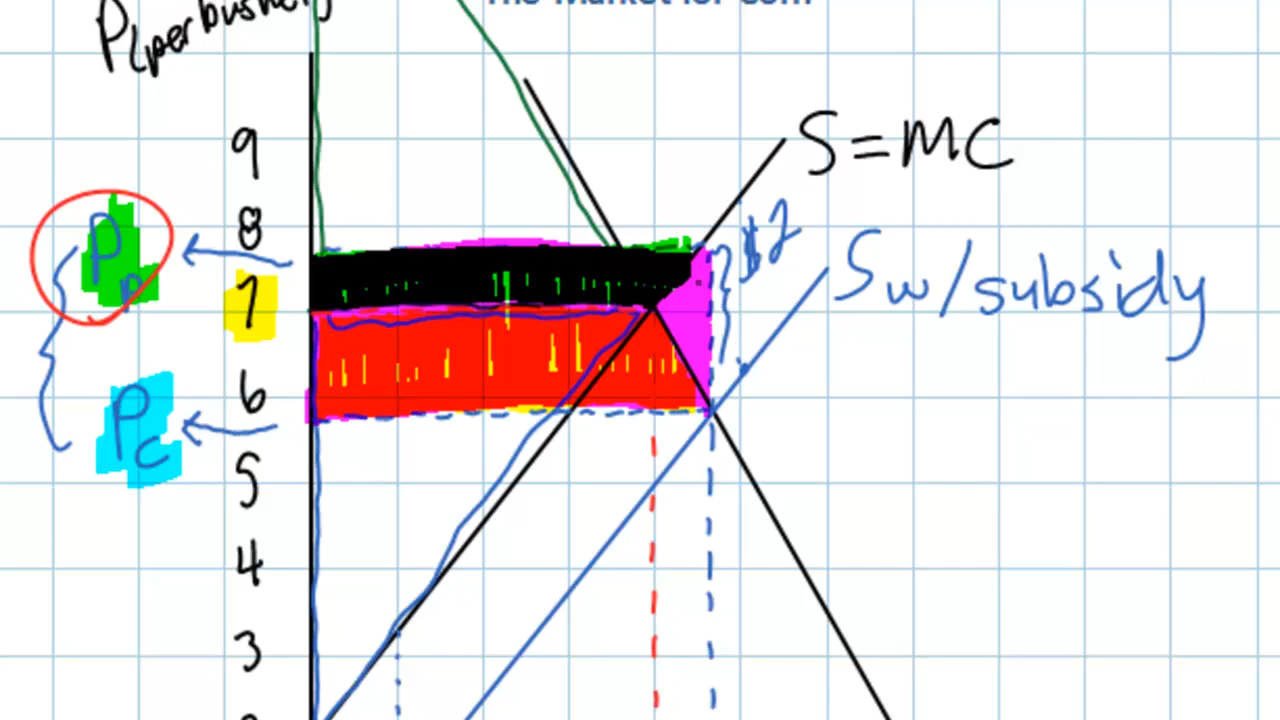 The Market for Corn
P(per bushel)
S=MC
9
8
$2
Pp
S w/subsidy
7
6
Pc
5
4
3